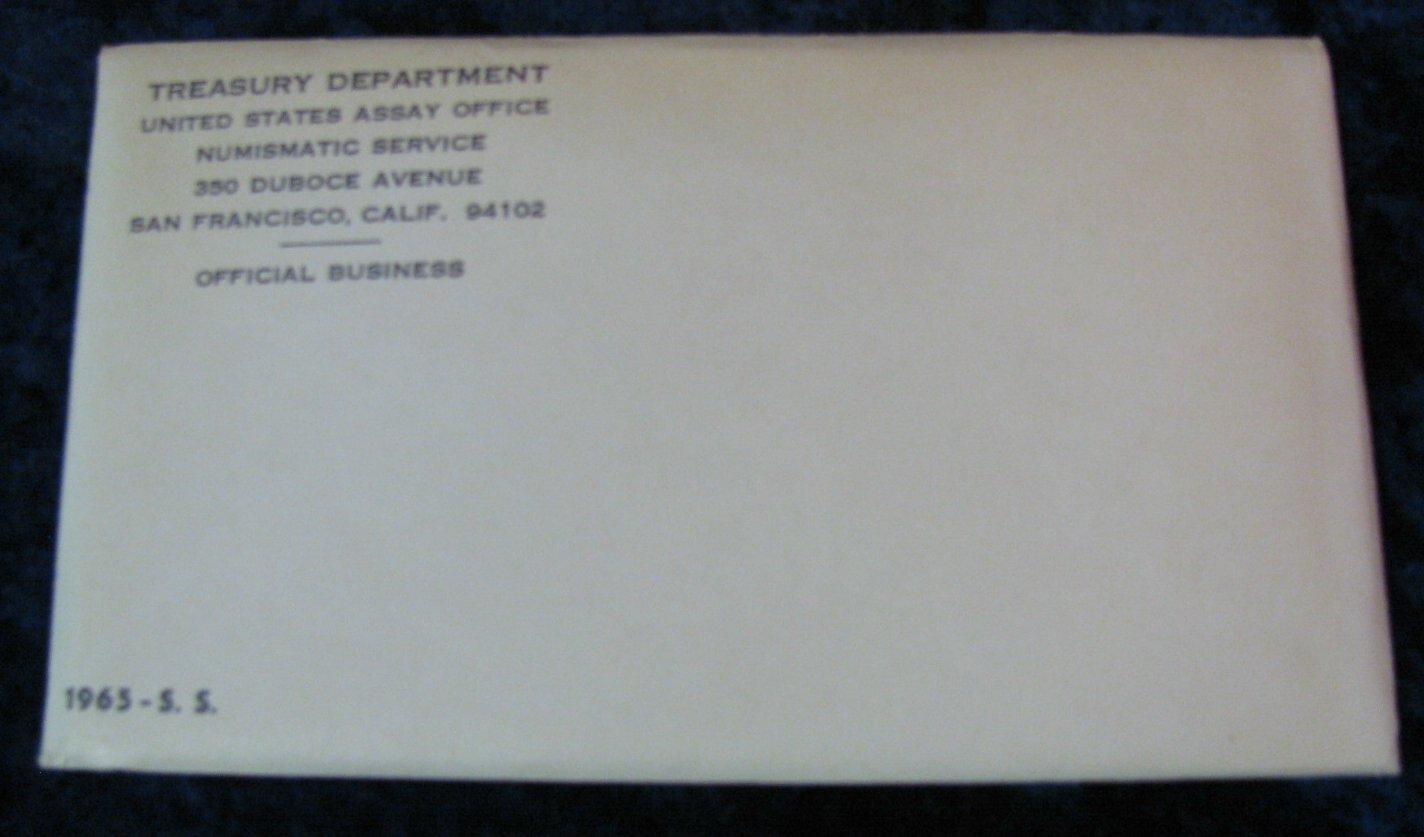 TREASURY DEPARTMENT
UNITED STATES ASSAY OFFICE
NUMISMATIC SERVICE
350 DUBOCE AVENUE
SAN FRANCISCO, CALIF. 94102
OFFICIAL BUSINESS
1965 - S. S.